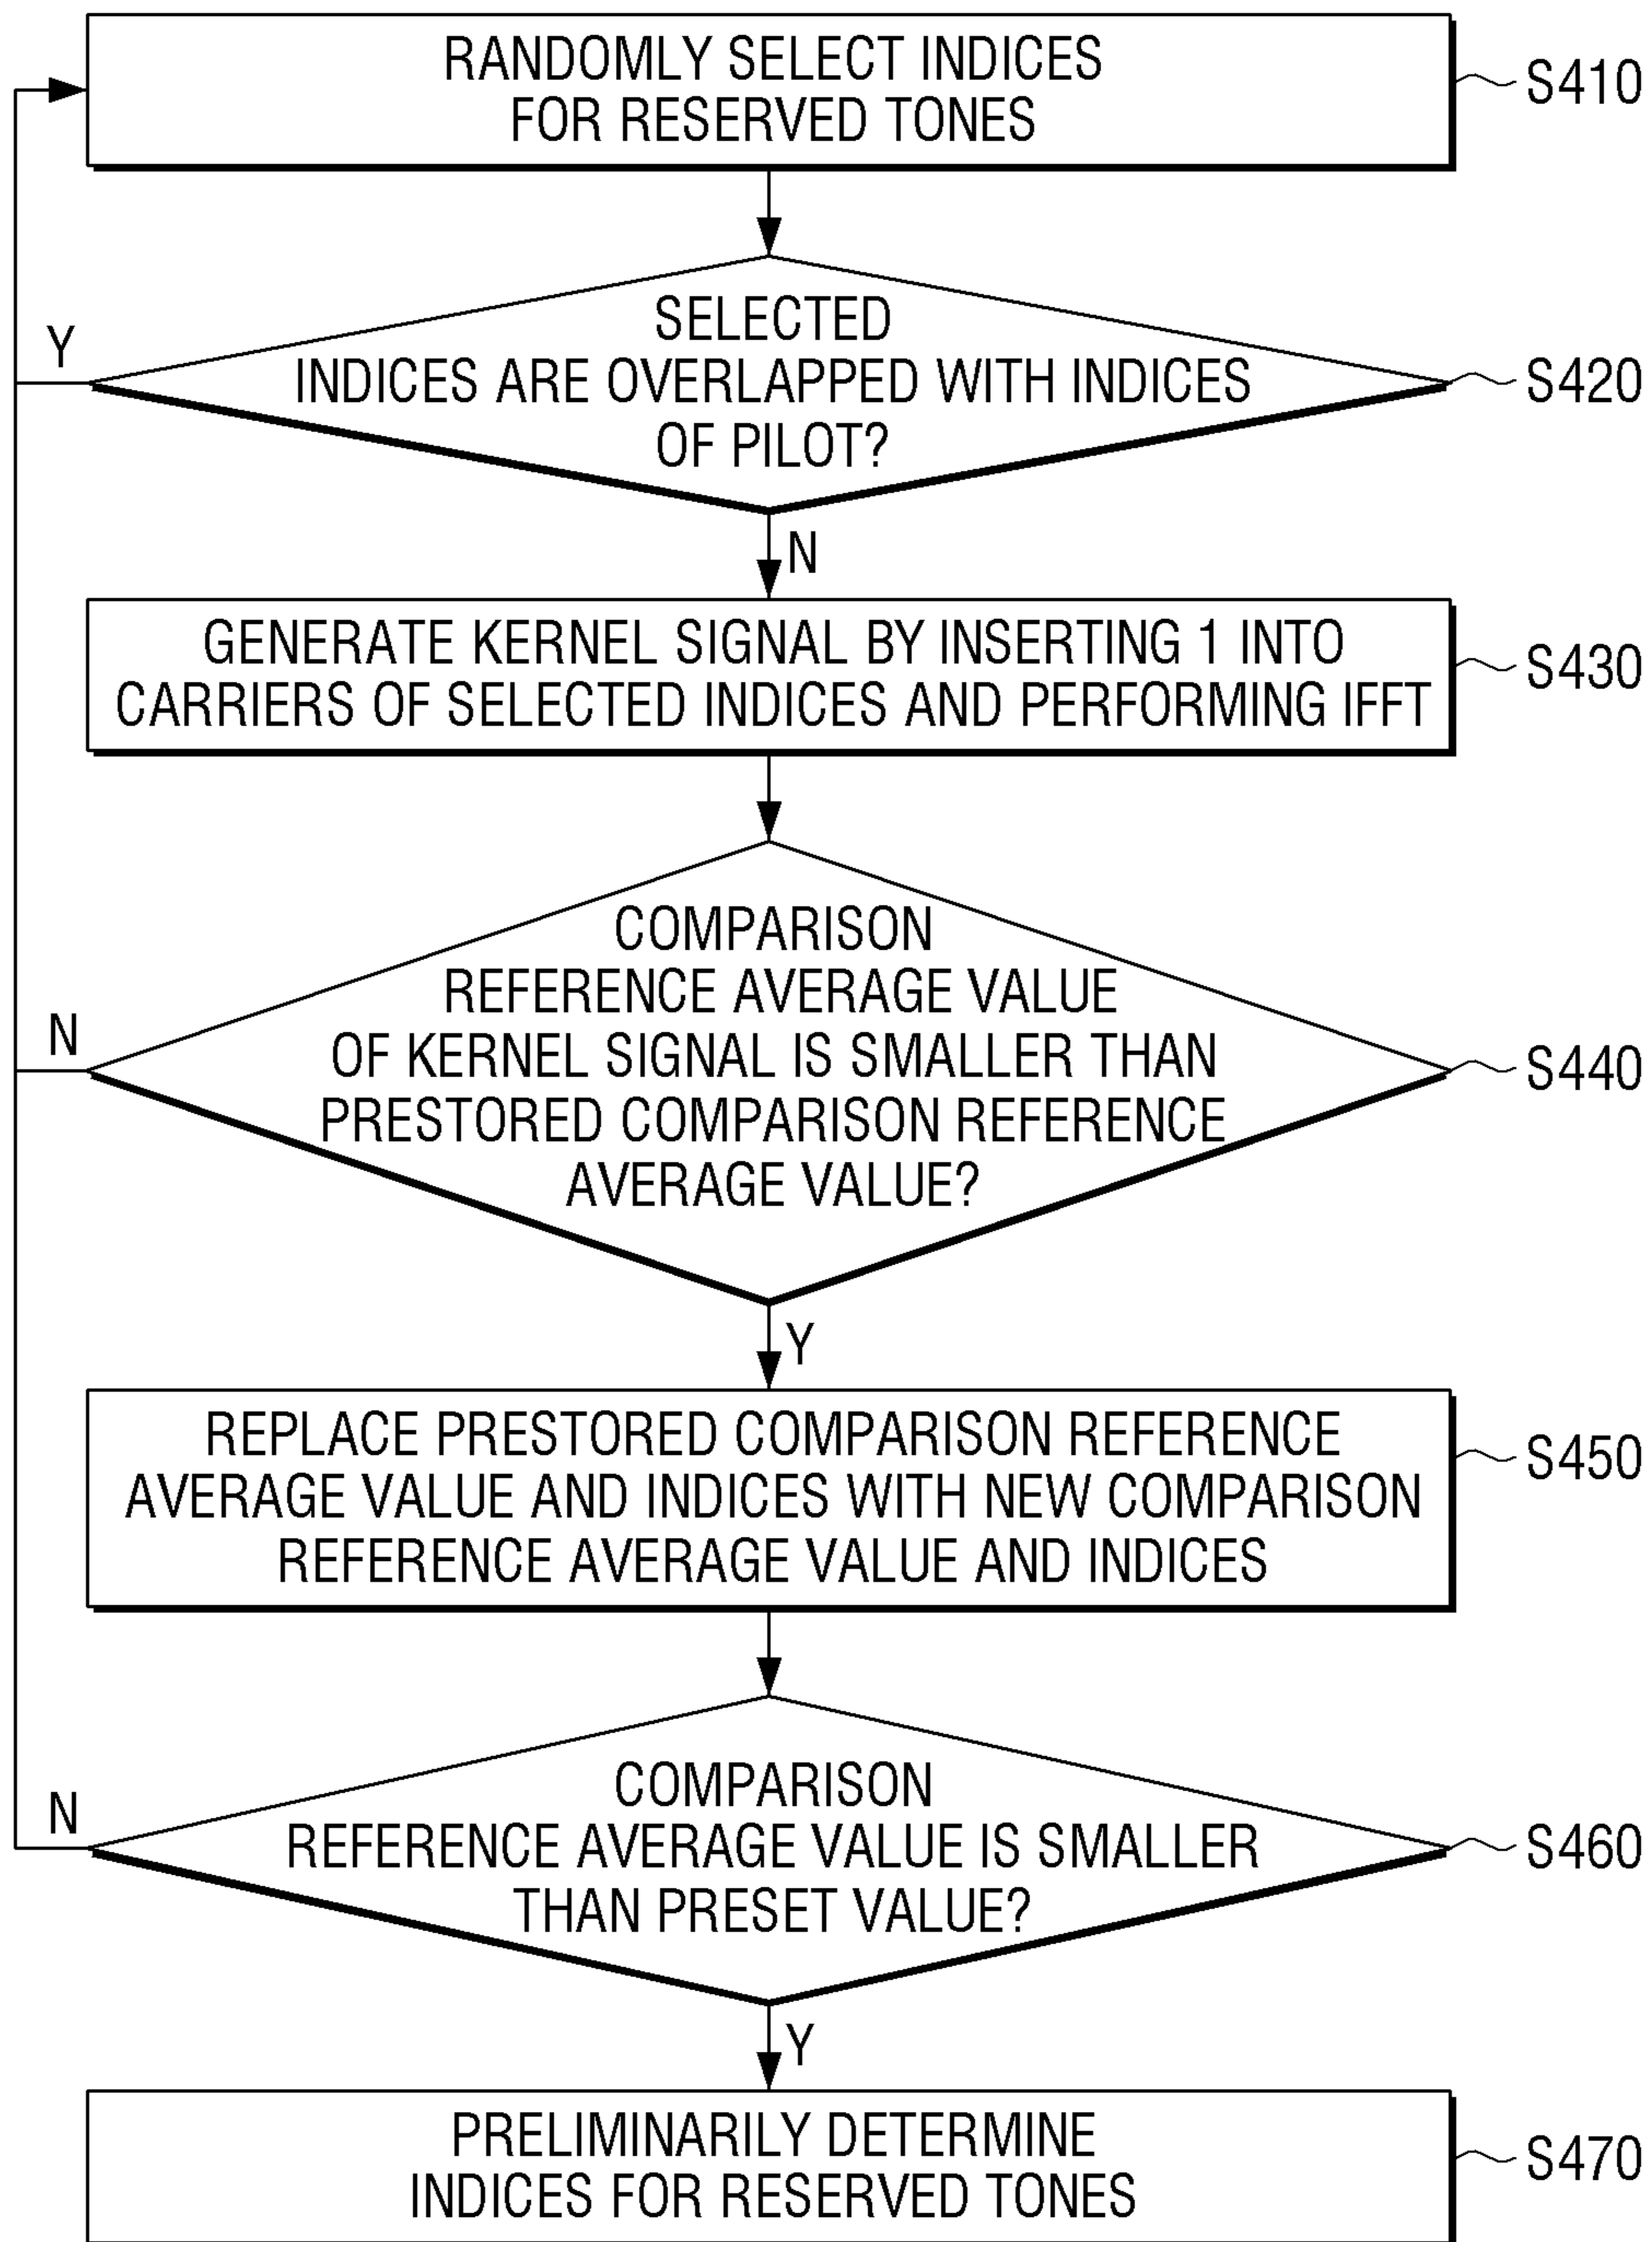 RANDOMLY SELECT INDICES
FOR RESERVED TONES
S410
SELECTED
INDICES ARE OVERLAPPED WITH INDICES
OF PILOT?
Y
S420
N
GENERATE KERNEL SIGNAL BY INSERTING 1 INTO
CARRIERS OF SELECTED INDICES AND PERFORMING IFFT
S430
COMPARISON
REFERENCE AVERAGE VALUE
OF KERNEL SIGNAL IS SMALLER THAN
PRESTORED COMPARISON REFERENCE
AVERAGE VALUE?
N
S440
Y
REPLACE PRESTORED COMPARISON REFERENCE
AVERAGE VALUE AND INDICES WITH NEW COMPARISON
REFERENCE AVERAGE VALUE AND INDICES
S450
COMPARISON
REFERENCE AVERAGE VALUE IS SMALLER
THAN PRESET VALUE?
N
S460
Y
PRELIMINARILY DETERMINE
INDICES FOR RESERVED TONES
S470